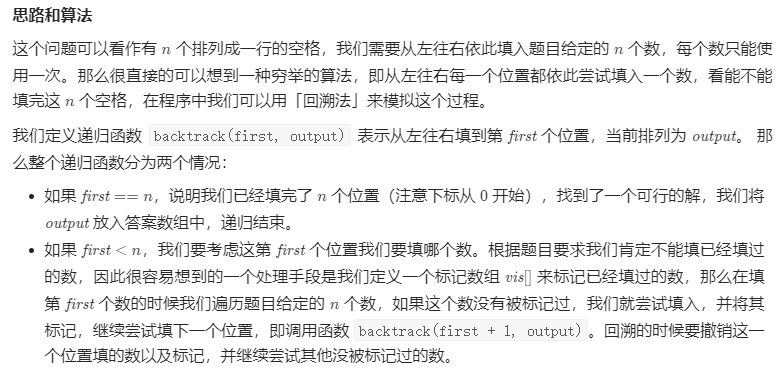 思路和算法
这个问题可以看作有 n 个排列成一行的空格，我们需要从左往右依此填入题目给定的 n 个数，每个数只能使
用一次。那么很直接的可以想到一种穷举的算法，即从左往右每一个位置都依此尝试填入一个数，看能不能
填完这 n 个空格，在程序中我们可以用「回溯法」来模拟这个过程。
我们定义递归函数 backtrack(first, output) 表示从左往右填到第 first 个位置，当前排列为 output。 那
么整个递归函数分为两个情况：
• 如果 first == n，说明我们已经填完了 n 个位置（注意下标从 0 开始），找到了一个可行的解，我们将
output 放入答案数组中，递归结束。
• 如果 first < n，我们要考虑这第 first 个位置我们要填哪个数。根据题目要求我们肯定不能填已经填过
的数，因此很容易想到的一个处理手段是我们定义一个标记数组 vis[] 来标记已经填过的数，那么在填
第 first 个数的时候我们遍历题目给定的 n 个数，如果这个数没有被标记过，我们就尝试填入，并将其
标记，继续尝试填下一个位置，即调用函数 backtrack(first + 1, output)。回溯的时候要撤销这一
个位置填的数以及标记，并继续尝试其他没被标记过的数。